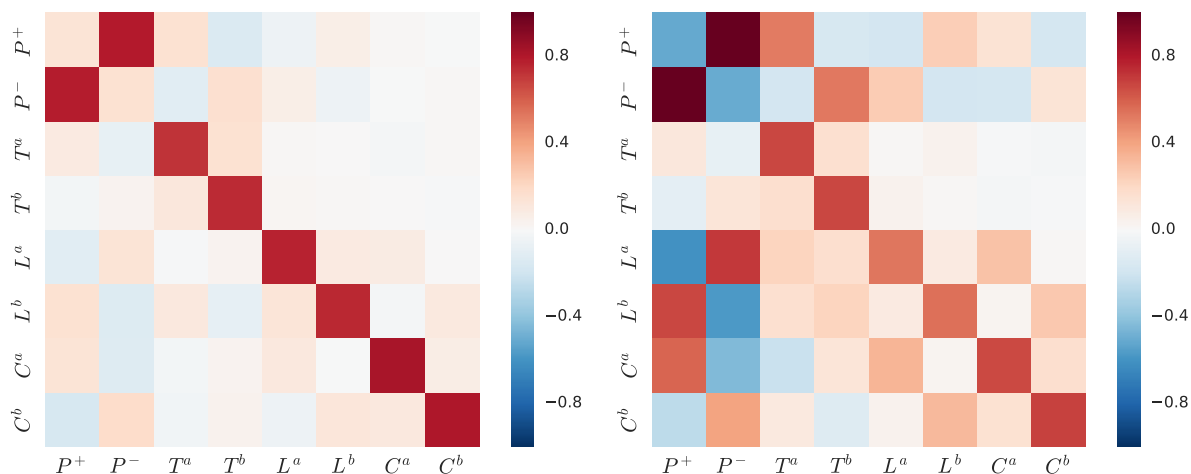 P⁺
P⁻
Tᵃ
Tᵇ
Lᵃ
Lᵇ
Cᵃ
Cᵇ
P⁺ P⁻ Tᵃ Tᵇ Lᵃ Lᵇ Cᵃ Cᵇ
0.8
0.4
0.0
−0.4
−0.8
P⁺
P⁻
Tᵃ
Tᵇ
Lᵃ
Lᵇ
Cᵃ
Cᵇ
P⁺ P⁻ Tᵃ Tᵇ Lᵃ Lᵇ Cᵃ Cᵇ
0.8
0.4
0.0
−0.4
−0.8